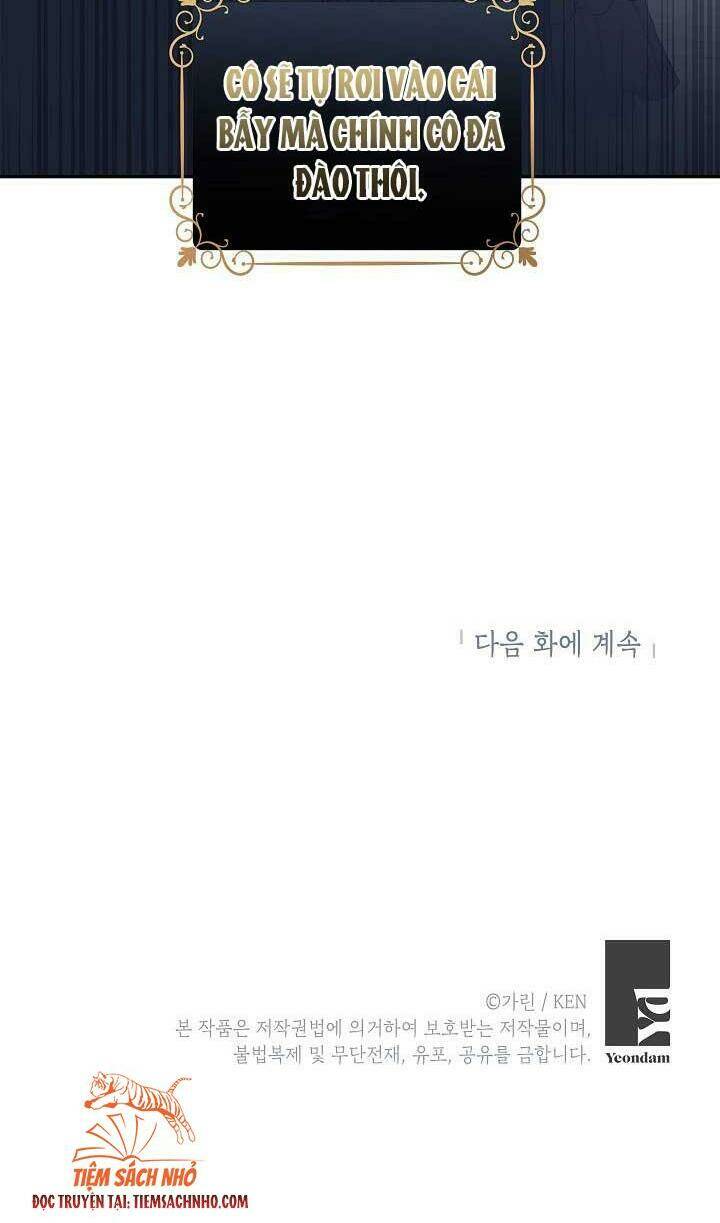 CÔ SẼ TỰ RƠI VÀO CÁI
BẪY MÀ CHÍNH CÔ ĐÃ
ĐÀO THÔI.
다음 화에 계속
©가린 / KEN
본 작품은 저작권법에 의거하여 보호받는 저작물이며,
불법복제 및 무단전재, 유포, 공유를 금합니다.
Ya
Yeondam
TIỆM SÁCH NHỎ
ĐỌC TRUYỆN TẠI: TIEMSACHNHO.COM